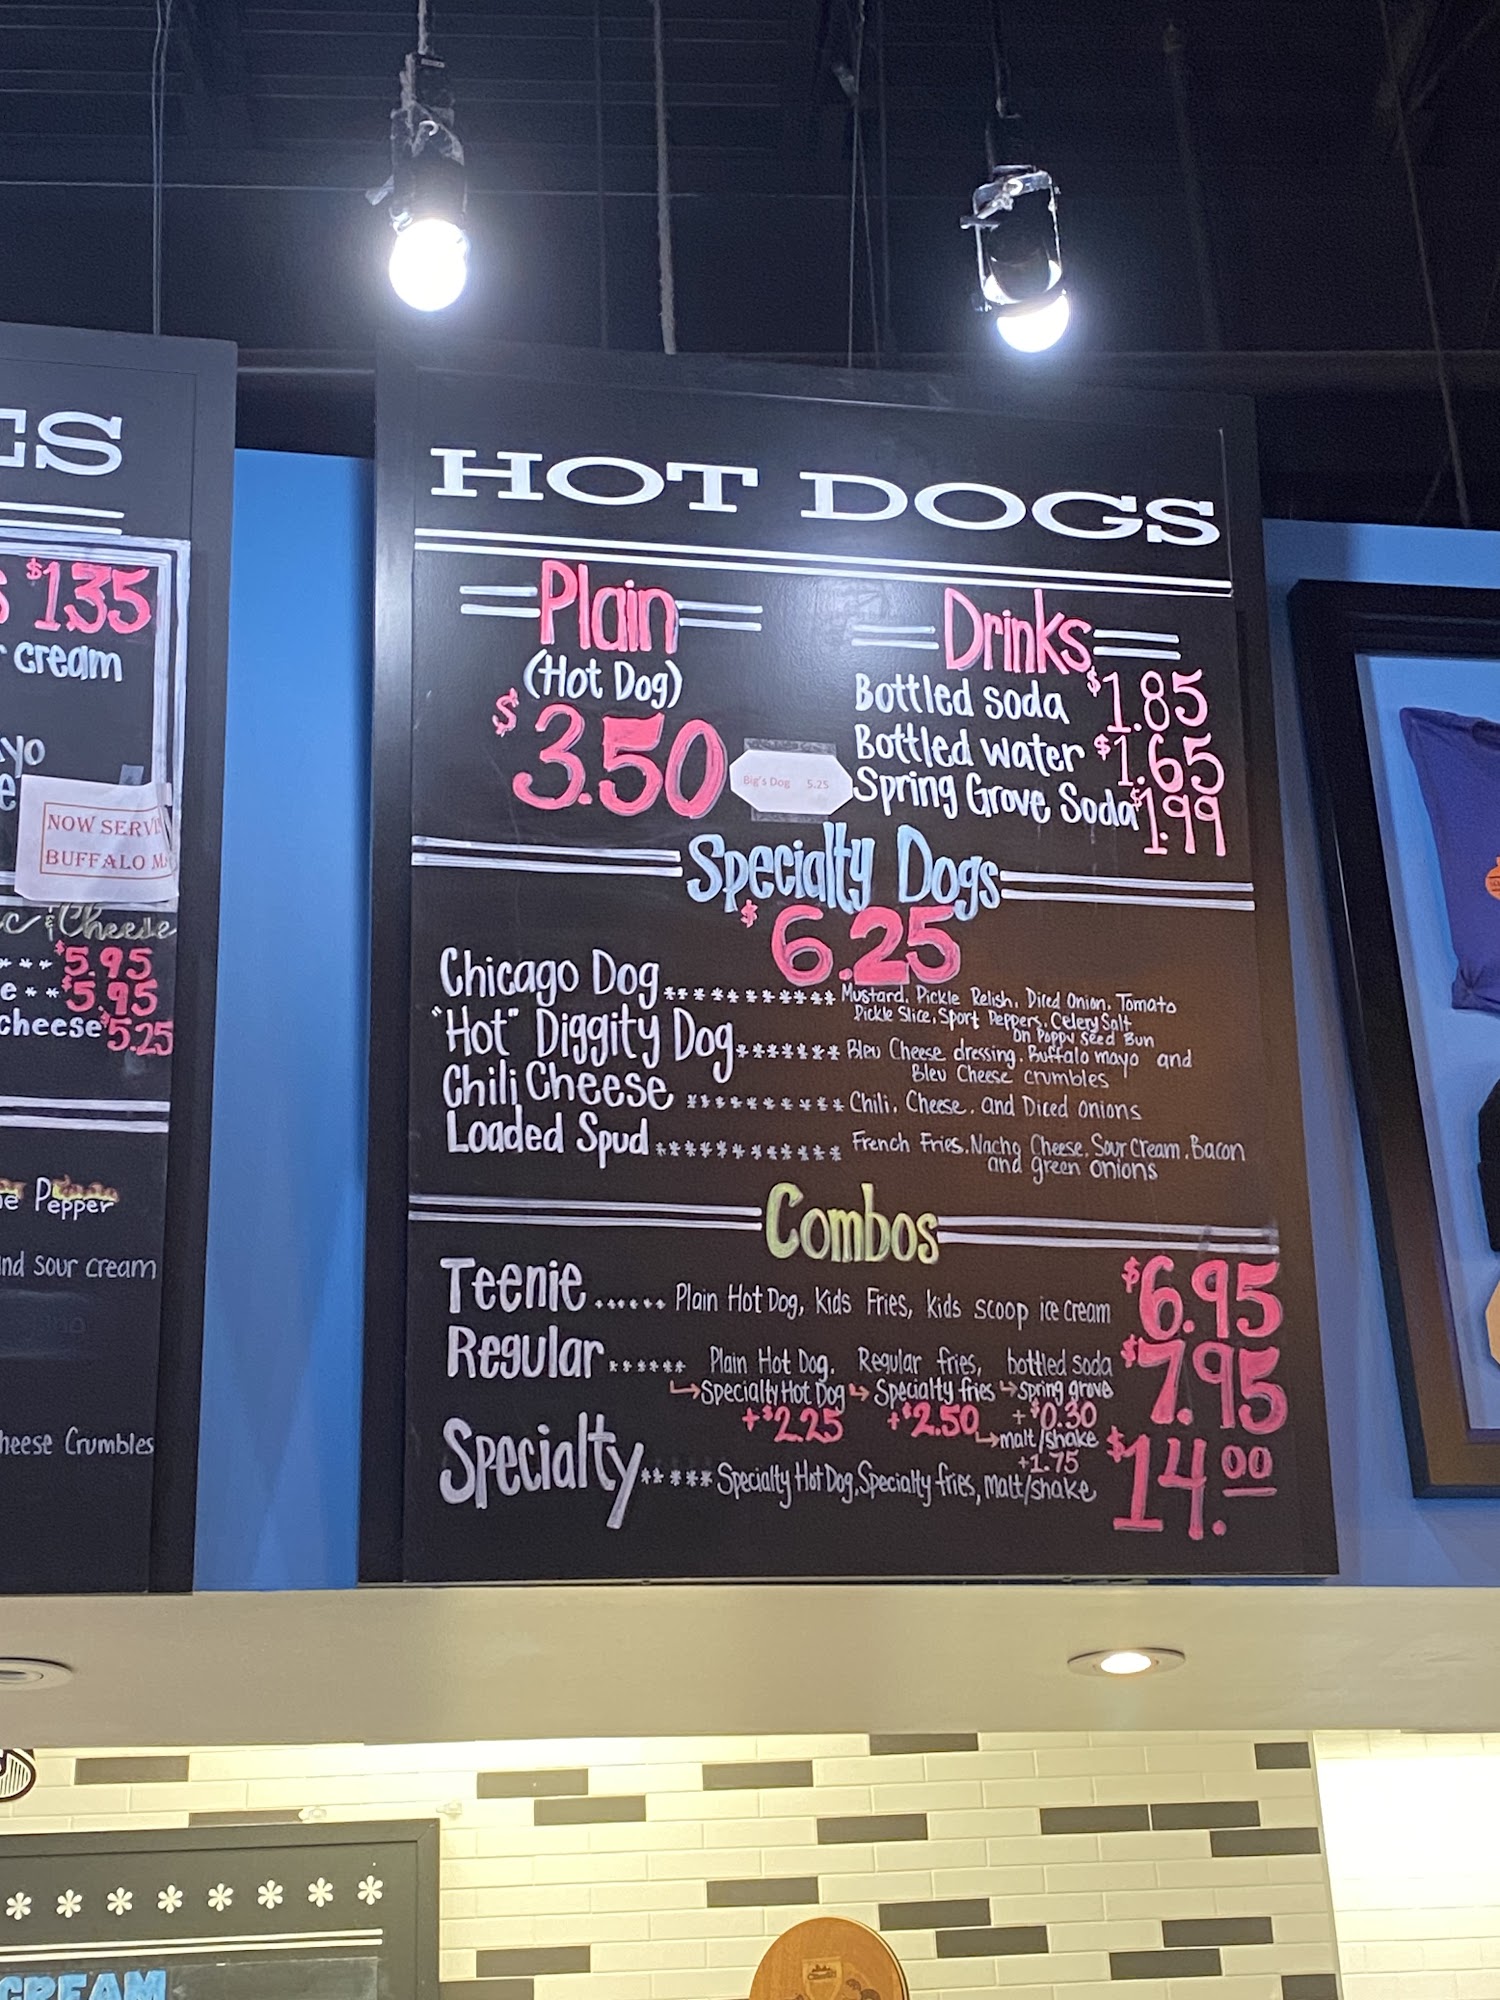 ES
$1.35
cream
NOW SERVI
BUFFALO MA
& Cheese
$5.95
$5.95
cheese $5.25
Pepper
nd sour cream
heese Crumbles
HOT DOGS
Plain
(Hot Dog)
$3.50
Big's Dog 5.25
Drinks
Bottled soda $1.85
Bottled water $1.65
Spring Grove Soda $1.99
Specialty Dogs
$6.25
Chicago Dog *********** Mustard, Pickle Relish, Diced Onion, Tomato
Pickle Slice, Sport Peppers, Celery Salt
on Poppy Seed Bun
"Hot" Diggity Dog ******* Bleu Cheese dressing, Buffalo mayo and
Bleu Cheese crumbles
Chili Cheese ********** Chili, Cheese, and Diced onions
Loaded Spud ************ French Fries, Nacho Cheese, Sour Cream, Bacon
and green onions
Combos
Teenie ...... Plain Hot Dog, Kids Fries, kids scoop ice cream $6.95
Regular ****** Plain Hot Dog, Regular fries, bottled soda $7.95
↳Specialty Hot Dog ↳ Specialty fries ↳spring grove
+$2.25 +$2.50 +$0.30
↳malt/shake
+1.75
Specialty ***** Specialty Hot Dog, Specialty fries, malt/shake $14.00
********
CREAM